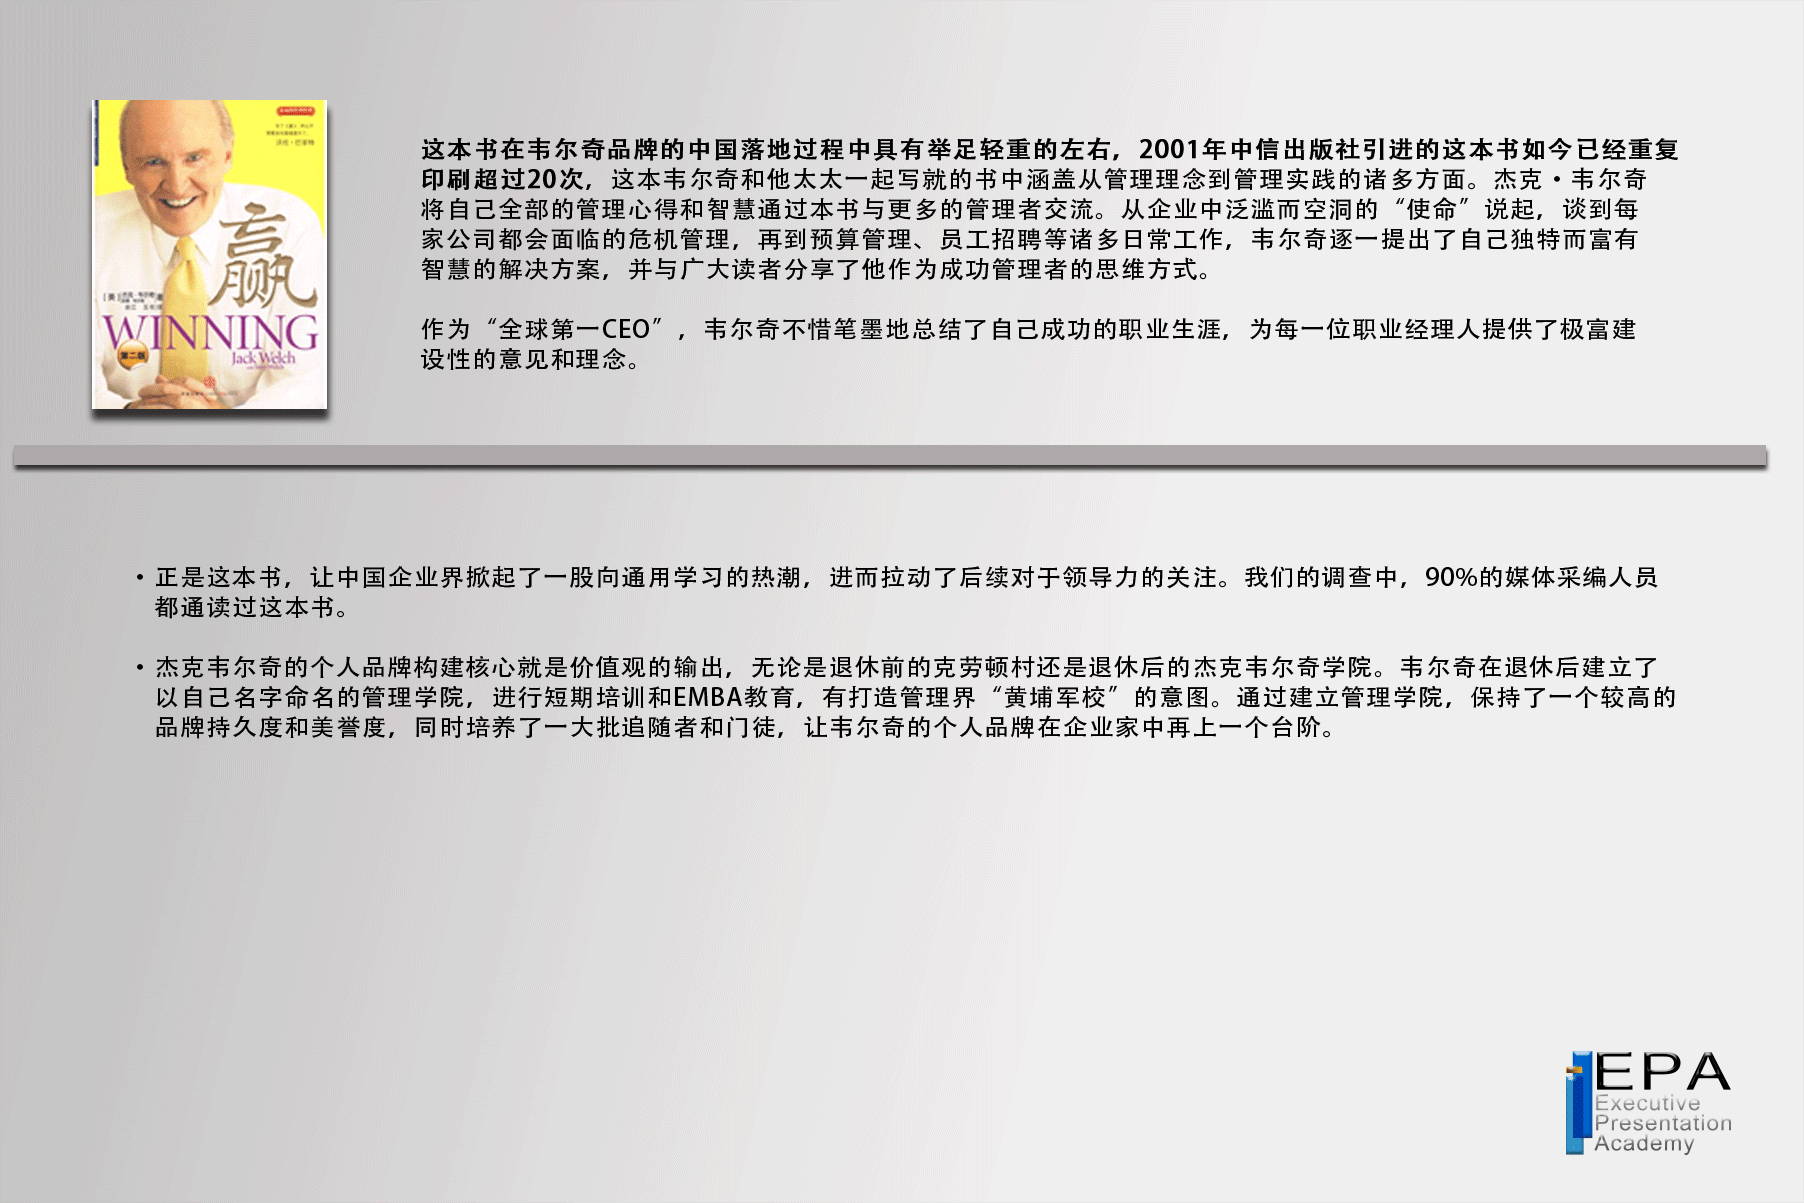 赢
WINNING
第二版
Jack Welch
这本书在韦尔奇品牌的中国落地过程中具有举足轻重的左右，2001年中信出版社引进的这本书如今已经重复
印刷超过20次，这本韦尔奇和他太太一起写就的书中涵盖从管理理念到管理实践的诸多方面。杰克·韦尔奇
将自己全部的管理心得和智慧通过本书与更多的管理者交流。从企业中泛滥而空洞的“使命”说起，谈到每
家公司都会面临的危机管理，再到预算管理、员工招聘等诸多日常工作，韦尔奇逐一提出了自己独特而富有
智慧的解决方案，并与广大读者分享了他作为成功管理者的思维方式。
作为“全球第一CEO”，韦尔奇不惜笔墨地总结了自己成功的职业生涯，为每一位职业经理人提供了极富建
设性的意见和理念。
•正是这本书，让中国企业界掀起了一股向通用学习的热潮，进而拉动了后续对于领导力的关注。我们的调查中，90%的媒体采编人员
都通读过这本书。
•杰克韦尔奇的个人品牌构建核心就是价值观的输出，无论是退休前的克劳顿村还是退休后的杰克韦尔奇学院。韦尔奇在退休后建立了
以自己名字命名的管理学院，进行短期培训和EMBA教育，有打造管理界“黄埔军校”的意图。通过建立管理学院，保持了一个较高的
品牌持久度和美誉度，同时培养了一大批追随者和门徒，让韦尔奇的个人品牌在企业家中再上一个台阶。
EPA
Executive
Presentation
Academy